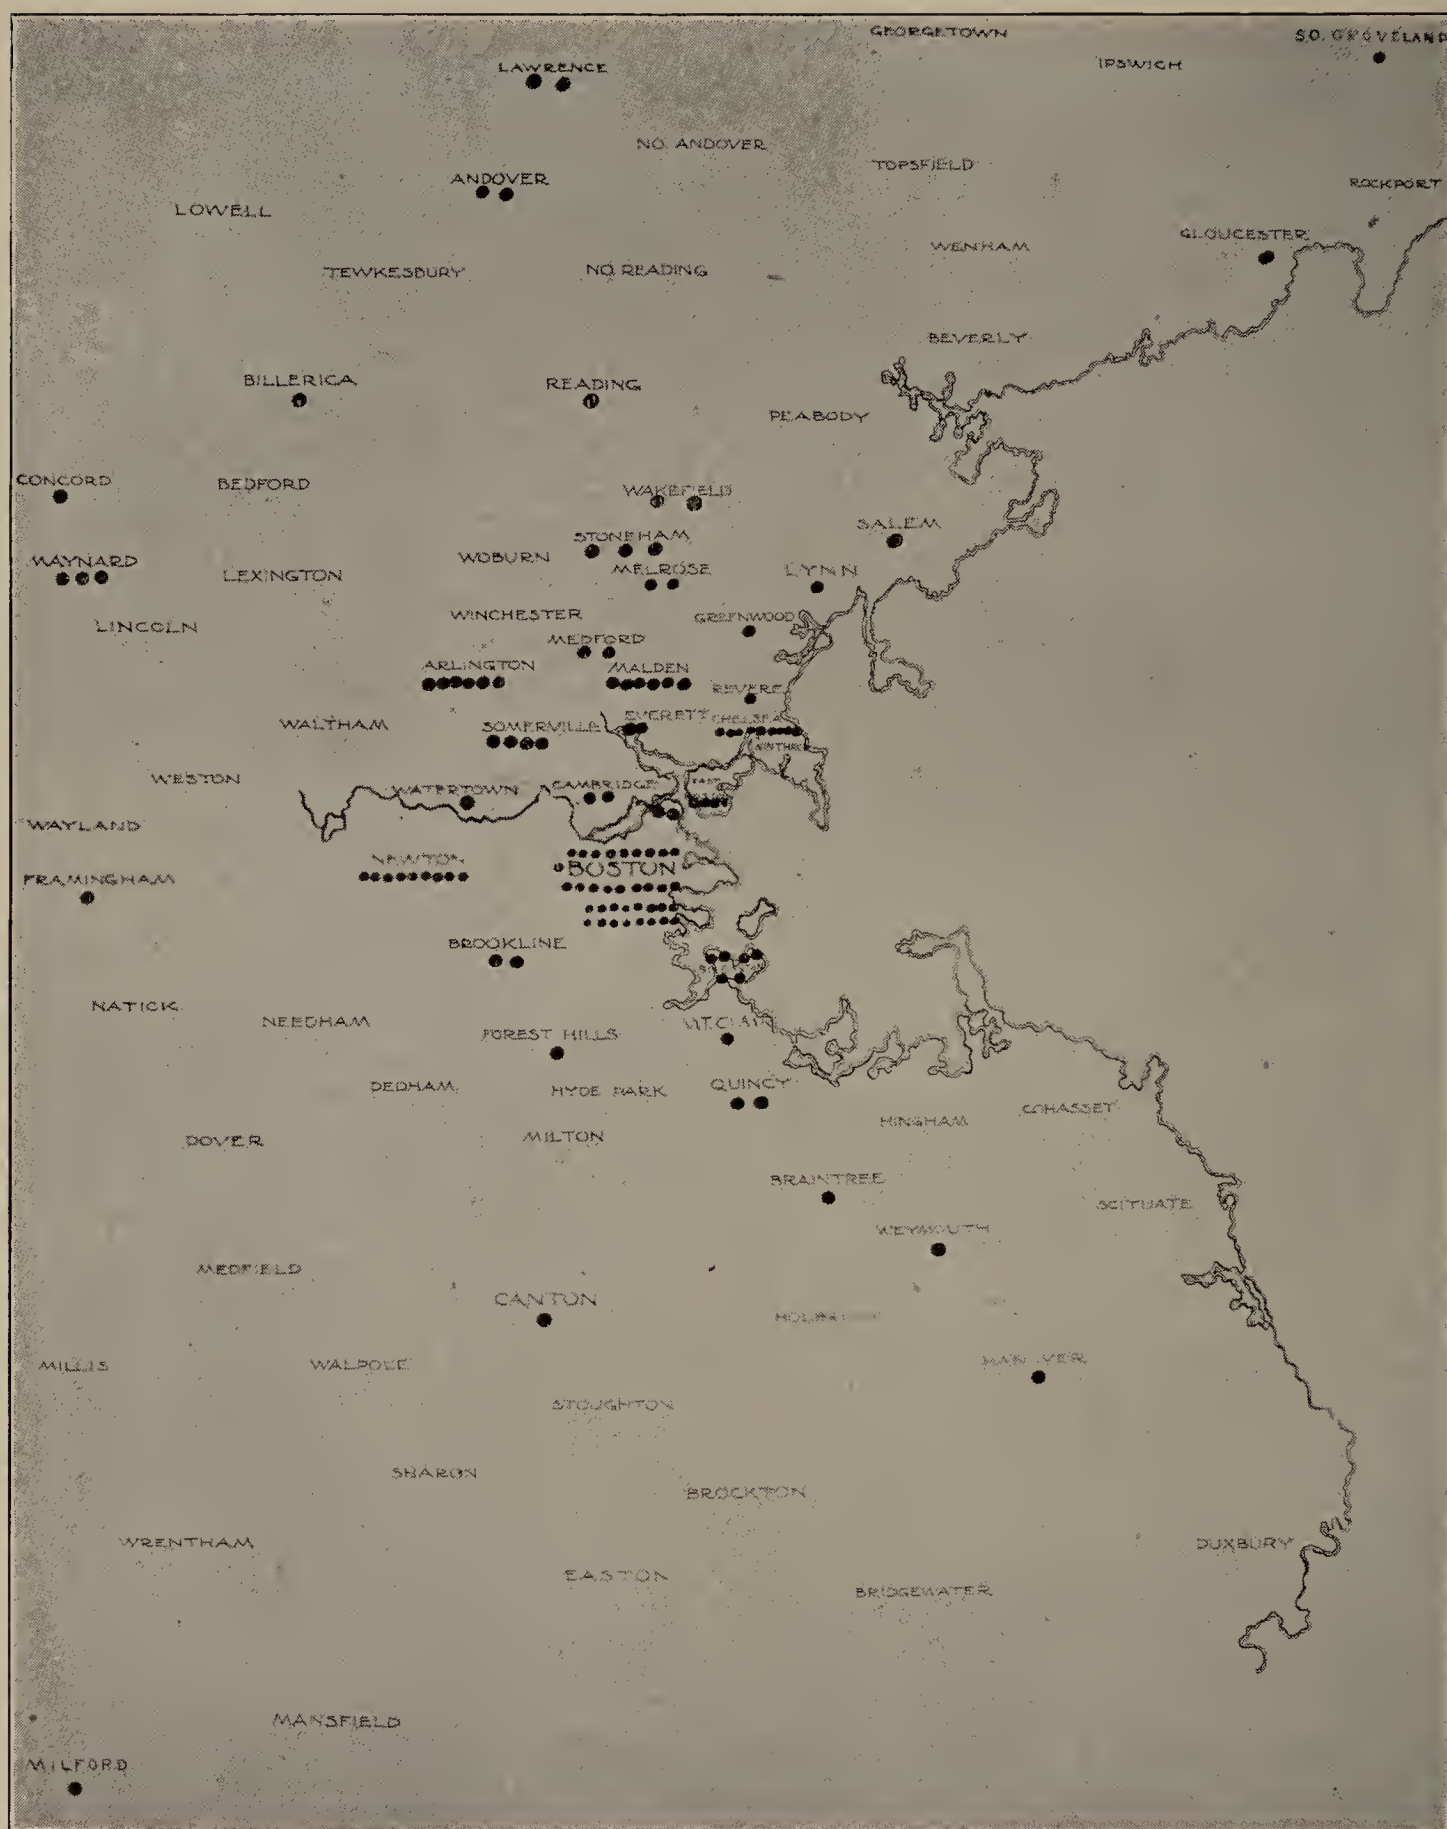 GEORGETOWN
SO. GROVELAND
IPSWICH
LAWRENCE
NO. ANDOVER
TOPSFIELD
ANDOVER
ROCKPORT
LOWELL
GLOUCESTER
WENHAM
TEWKESBURY
NO. READING
BEVERLY
BILLERICA
READING
PEABODY
CONCORD
BEDFORD
WAKEFIELD
SALEM
STONEHAM
WOBURN
MAYNARD
LEXINGTON
MELROSE
LYNN
WINCHESTER
GREENWOOD
LINCOLN
MEDFORD
ARLINGTON
MALDEN
REVERE
EVERETT
CHELSEA
WALTHAM
SOMERVILLE
WINTHROP
WESTON
WATERTOWN
CAMBRIDGE
EAST
WAYLAND
NEWTON
BOSTON
FRAMINGHAM
BROOKLINE
NATICK
NEEDHAM
FOREST HILLS
DEDHAM
HYDE PARK
QUINCY
COHASSET
HINGHAM
DOVER
MILTON
BRAINTREE
SCITUATE
WEYMOUTH
MEDFIELD
CANTON
MILLIS
WALPOLE
STOUGHTON
SHARON
BROCKTON
WRENTHAM
DUXBURY
EASTON
BRIDGEWATER
MANSFIELD
MILFORD